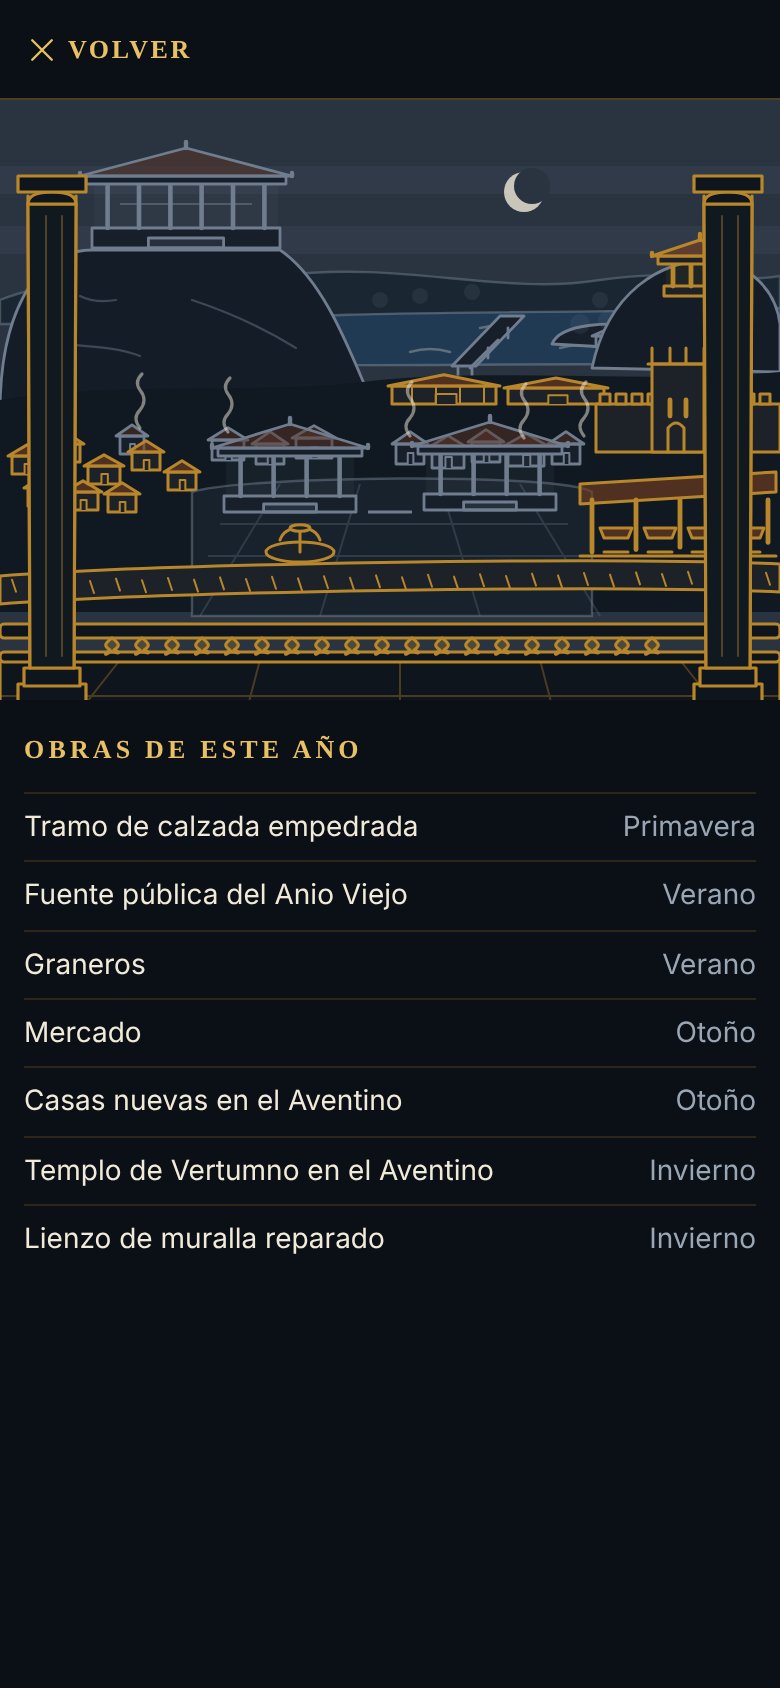 VOLVER
OBRAS DE ESTE AÑO
Tramo de calzada empedrada Primavera
Fuente pública del Anio Viejo Verano
Graneros Verano
Mercado Otoño
Casas nuevas en el Aventino Otoño
Templo de Vertumno en el Aventino Invierno
Lienzo de muralla reparado Invierno